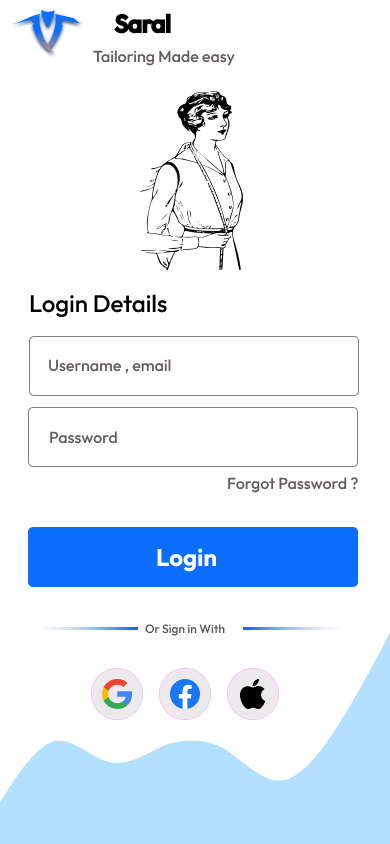 Saral
Tailoring Made easy
Login Details
Username , email
Password
Forgot Password ?
Login
Or Sign in With